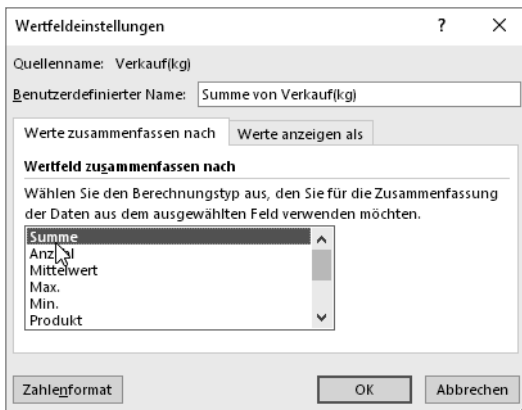 Wertfeldeinstellungen ? ×
Quellenname: Verkauf(kg)
Benutzerdefinierter Name: Summe von Verkauf(kg)
Werte zusammenfassen nach Werte anzeigen als
Wertfeld zusammenfassen nach
Wählen Sie den Berechnungstyp aus, den Sie für die Zusammenfassung
der Daten aus dem ausgewählten Feld verwenden möchten.
Summe
Anzahl
Mittelwert
Max.
Min.
Produkt
Zahlenformat OK Abbrechen